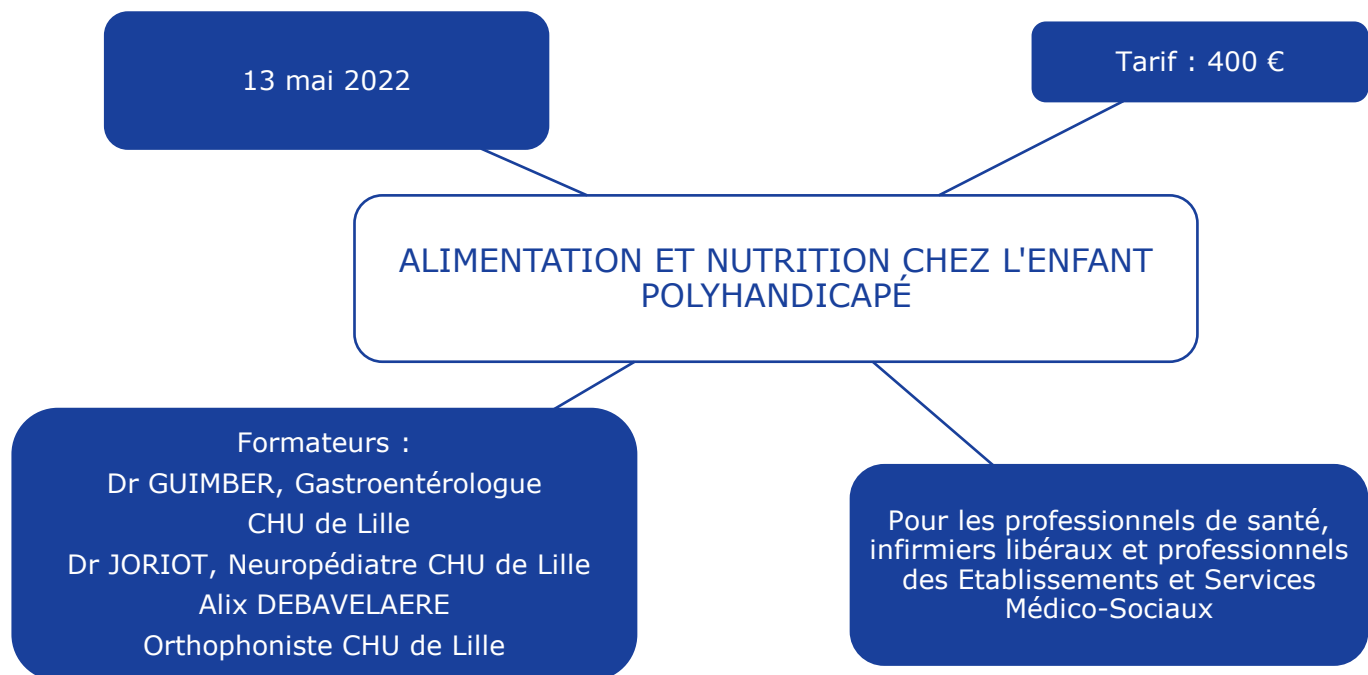 13 mai 2022
Tarif : 400 €
ALIMENTATION ET NUTRITION CHEZ L'ENFANT
POLYHANDICAPÉ
Formateurs :
Dr GUIMBER, Gastroentérologue
CHU de Lille
Dr JORIOT, Neuropédiatre CHU de Lille
Alix DEBAVELAERE
Orthophoniste CHU de Lille
Pour les professionnels de santé,
infirmiers libéraux et professionnels
des Etablissements et Services
Médico-Sociaux